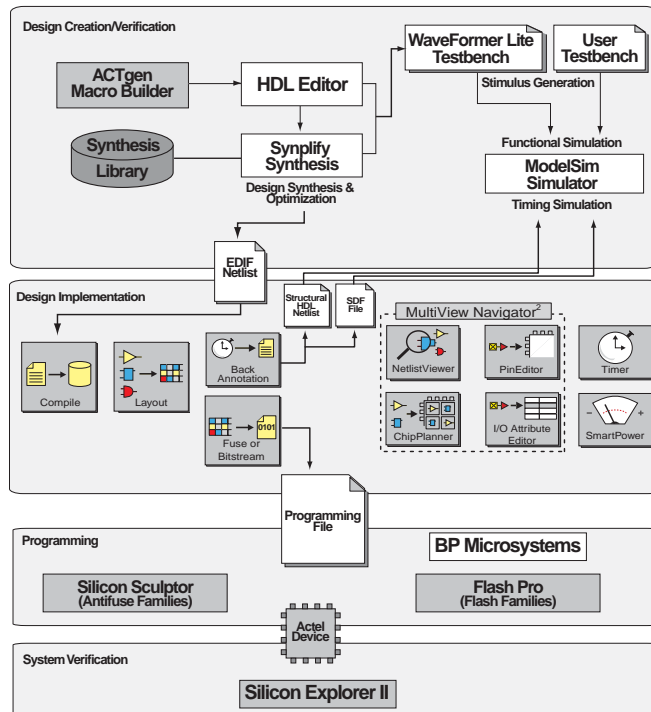 Design Creation/Verification
ACTgen
Macro Builder
HDL Editor
WaveFormer Lite
Testbench
User
Testbench
Stimulus Generation
Synthesis
Library
Synplify
Synthesis
Design Synthesis &
Optimization
Functional Simulation
ModelSim
Simulator
Timing Simulation
EDIF
Netlist
Design Implementation
Structural
HDL
Netlist
SDF
File
MultiView Navigator2
Compile
Layout
Back
Annotation
NetlistViewer
PinEditor
Timer
0101
Fuse or
Bitstream
ChipPlanner
I/O Attribute
Editor
− +
SmartPower
Programming
File
Programming
BP Microsystems
Silicon Sculptor
(Antifuse Families)
Flash Pro
(Flash Families)
Actel
Device
System Verification
Silicon Explorer II